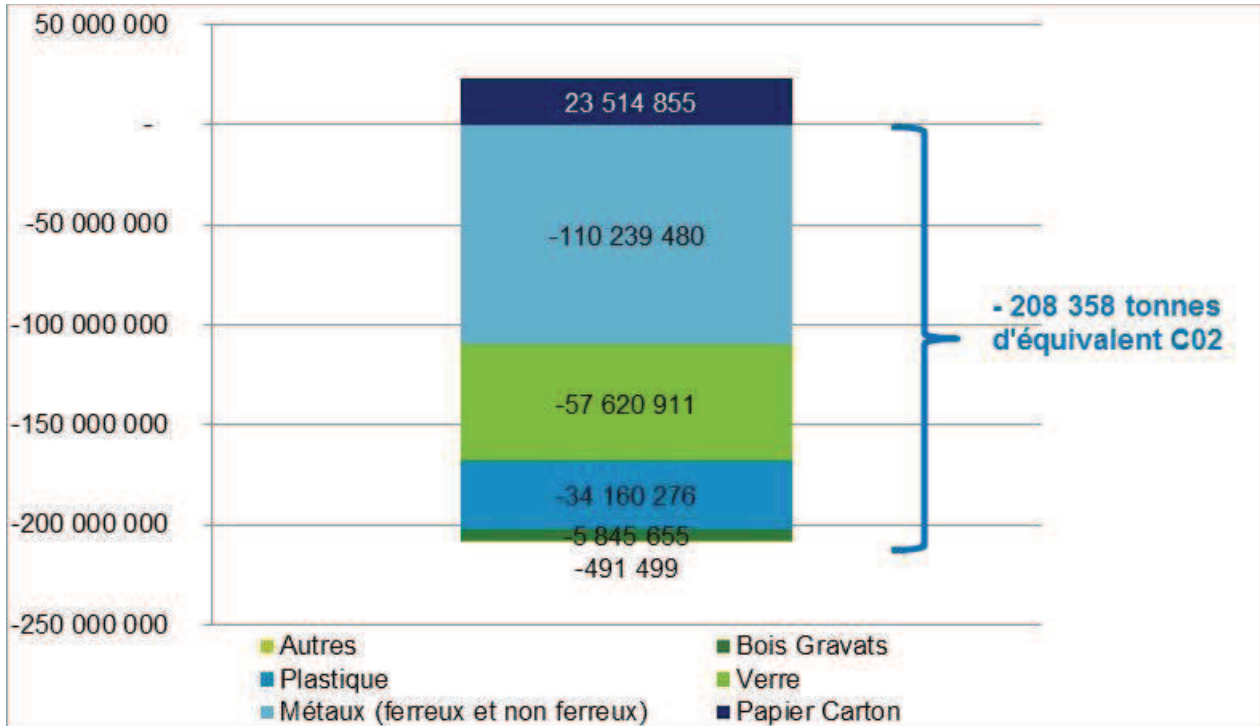 50 000 000
23 514 855
-
-50 000 000
-110 239 480
-100 000 000
- 208 358 tonnes
d'équivalent C02
-57 620 911
-150 000 000
-34 160 276
-200 000 000
-5 845 655
-491 499
-250 000 000
Autres
Bois Gravats
Plastique
Verre
Métaux (ferreux et non ferreux)
Papier Carton